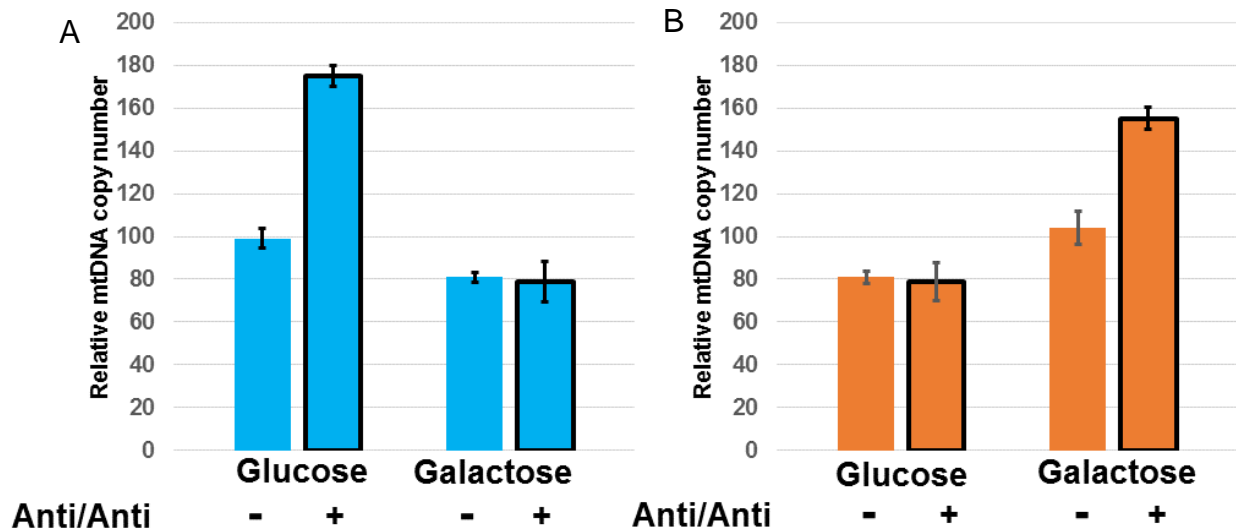 A
Relative mtDNA copy number
200
180
160
140
120
100
80
60
40
20
0
Glucose Galactose
Anti/Anti - + - +
B
Relative mtDNA copy number
200
180
160
140
120
100
80
60
40
20
0
Glucose Galactose
Anti/Anti - + - +